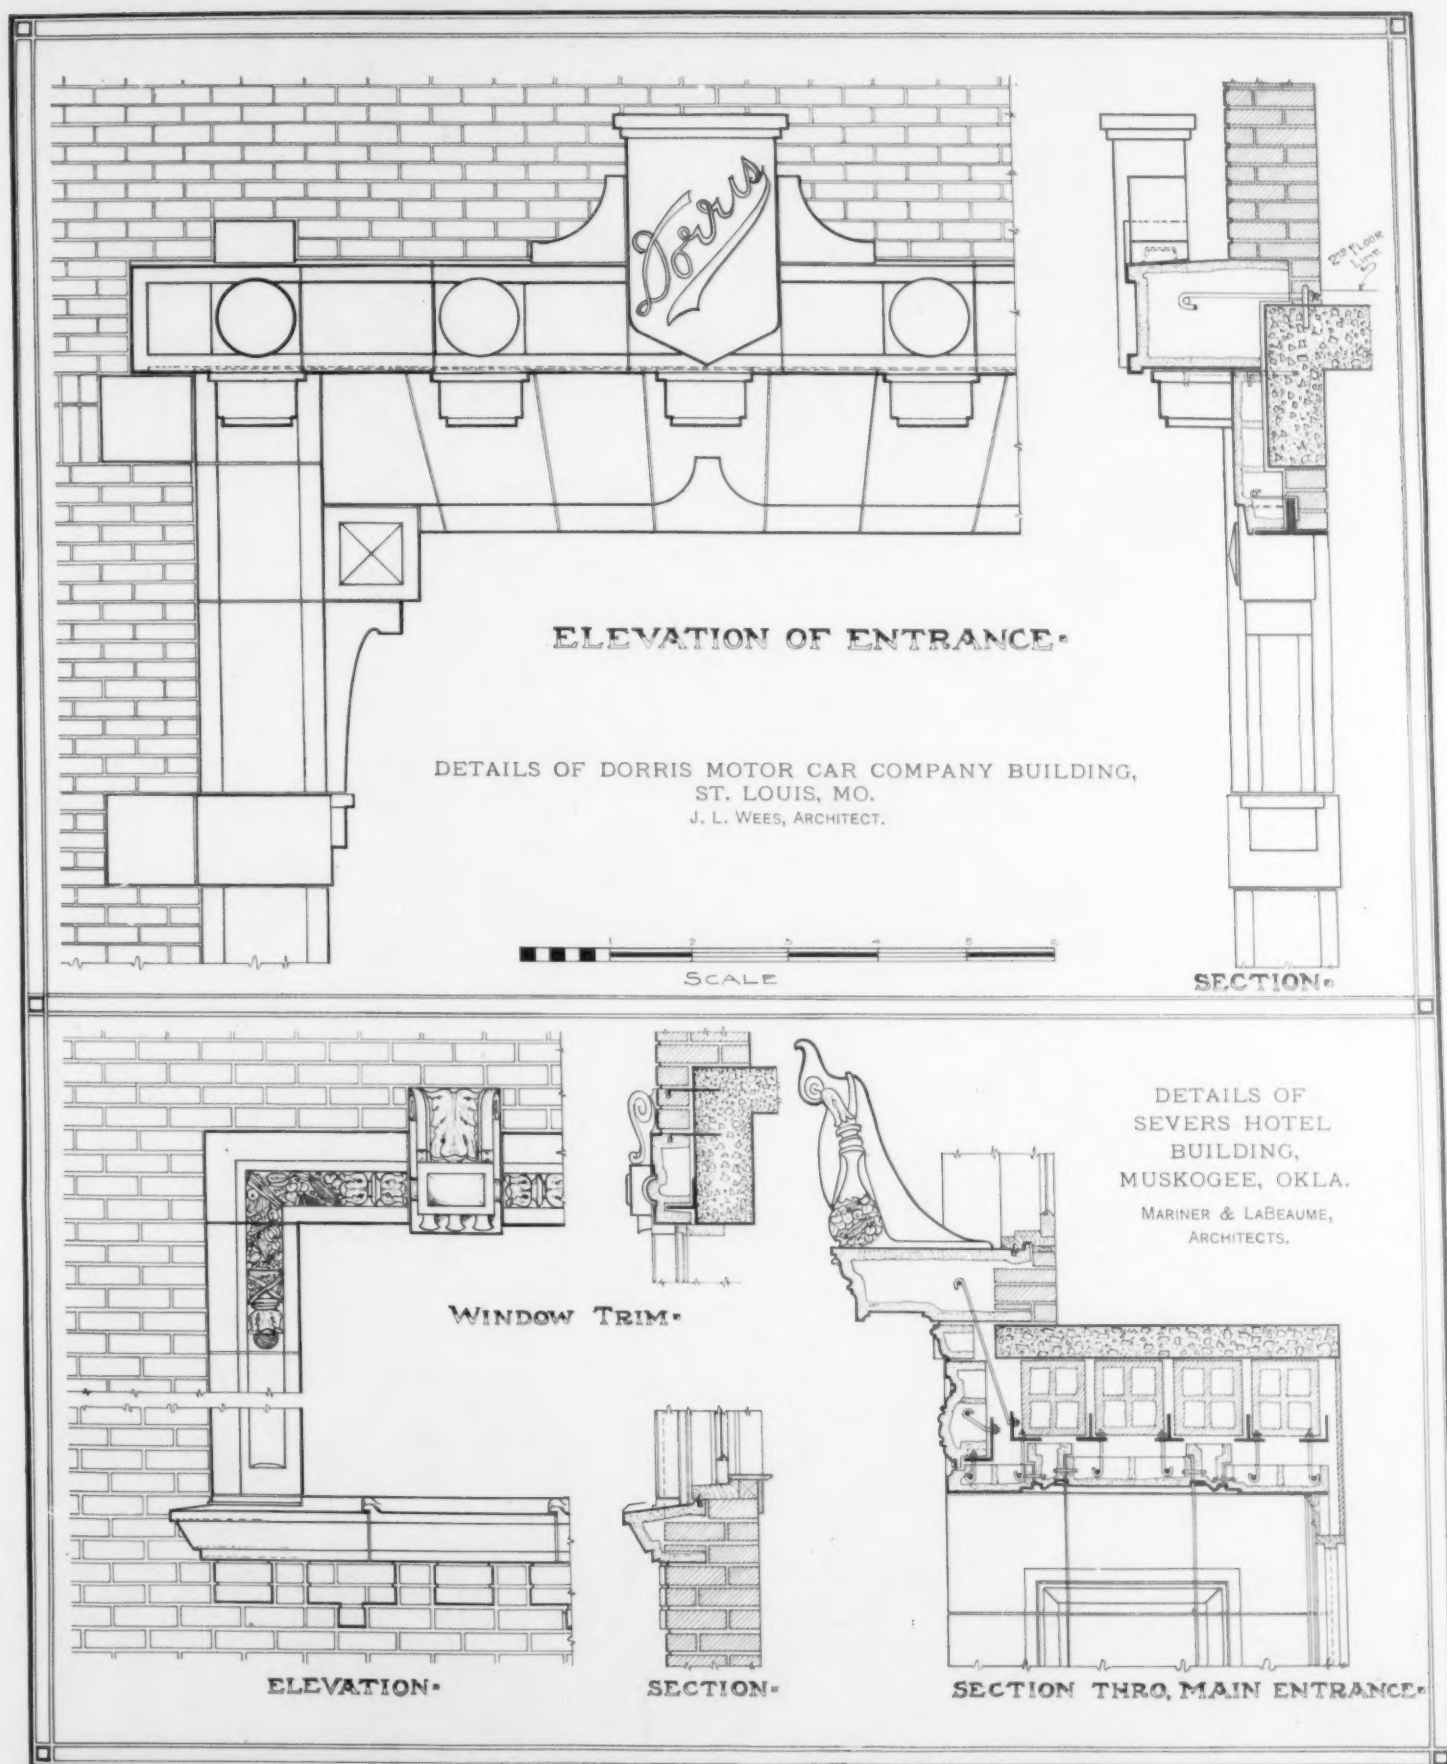 Dorris
2ND FLOOR
LINE
ELEVATION OF ENTRANCE
DETAILS OF DORRIS MOTOR CAR COMPANY BUILDING,
ST. LOUIS, MO.
J. L. WEES, ARCHITECT.
1 2 3 4 5 6
SCALE
SECTION
DETAILS OF
SEVERS HOTEL
BUILDING,
MUSKOGEE, OKLA.
MARINER & LABEAUME,
ARCHITECTS.
WINDOW TRIM
ELEVATION
SECTION
SECTION THRO, MAIN ENTRANCE